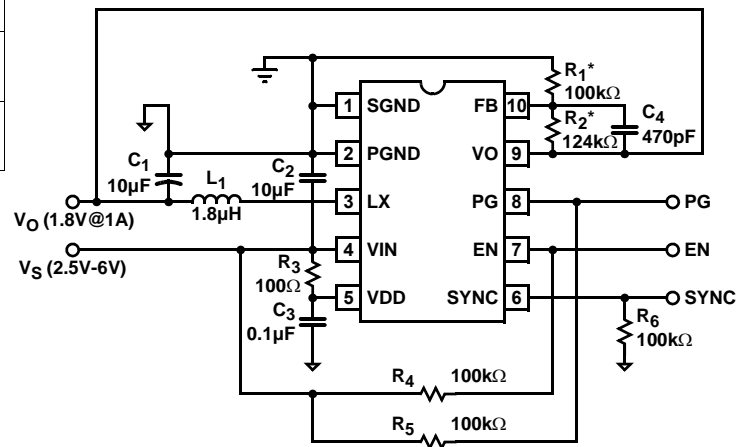 R1*
100kΩ
1 SGND FB 10
R2*
124kΩ
C4
470pF
C1
10µF
C2
10µF
2 PGND VO 9
L1
1.8µH
3 LX PG 8
PG
VO (1.8V@1A)
4 VIN EN 7
EN
VS (2.5V-6V)
R3
100Ω
5 VDD SYNC 6
SYNC
C3
0.1µF
R6
100kΩ
R4 100kΩ
R5 100kΩ